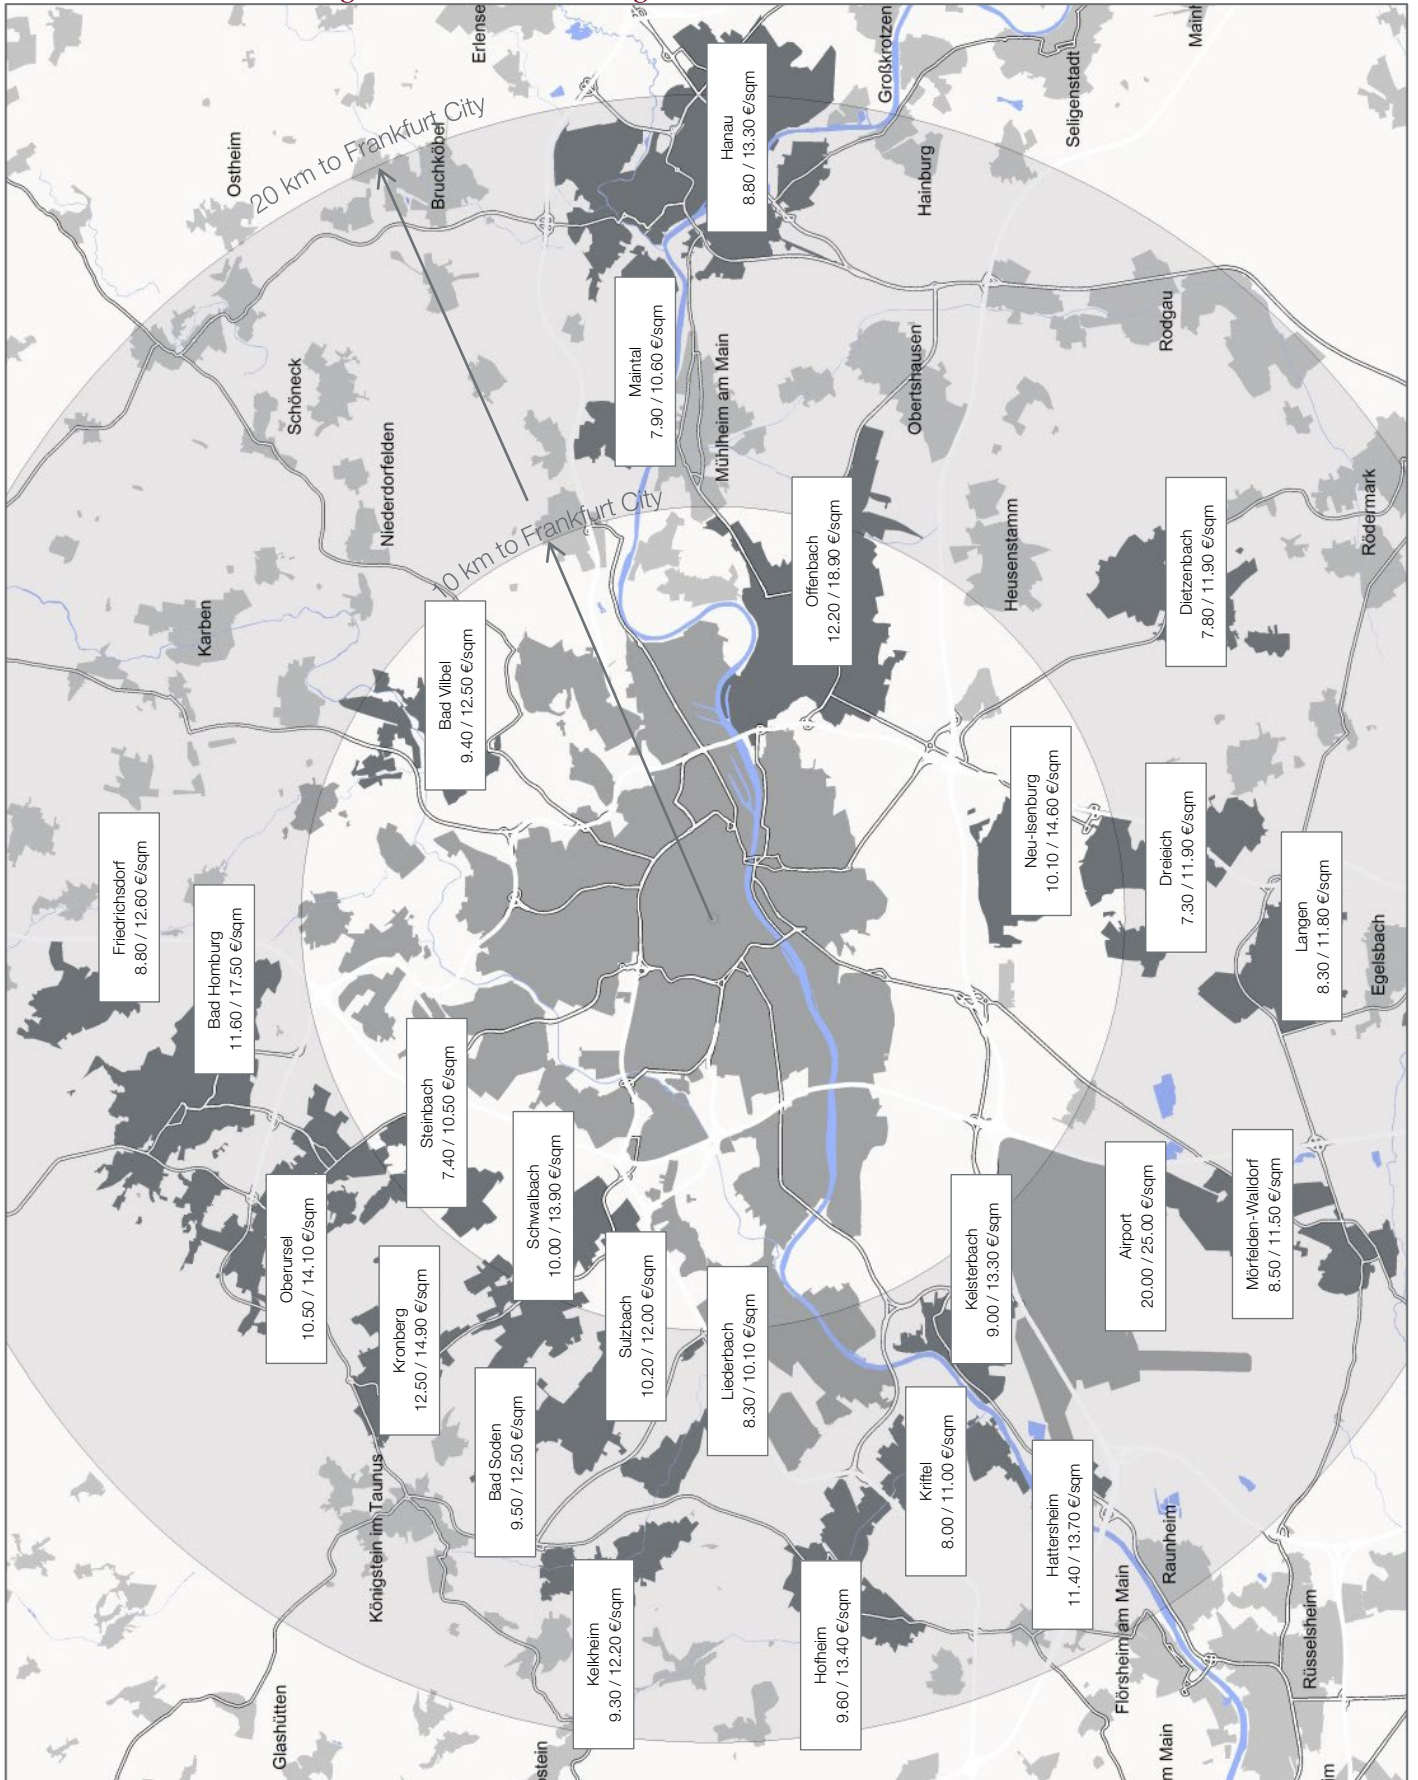 Friedrichsdorf
8.80 / 12.60 €/sqm
Karben
Bad Homburg
11.60 / 17.50 €/sqm
Ostheim
Glashütten
Oberursel
10.50 / 14.10 €/sqm
Schöneck
20 km to Frankfurt City
Königstein im Taunus
Niederdorfelden
Kronberg
12.50 / 14.90 €/sqm
Steinbach
7.40 / 10.50 €/sqm
Bruchköbel
Bad Vilbel
9.40 / 12.50 €/sqm
Erlense
Bad Soden
9.50 / 12.50 €/sqm
Schwalbach
10.00 / 13.90 €/sqm
10 km to Frankfurt City
Kelkheim
9.30 / 12.20 €/sqm
Sulzbach
10.20 / 12.00 €/sqm
Maintal
7.90 / 10.60 €/sqm
Mühlheim am Main
Liederbach
8.30 / 10.10 €/sqm
Hanau
8.80 / 13.30 €/sqm
Offenbach
12.20 / 18.90 €/sqm
Hofheim
9.60 / 13.40 €/sqm
Großkrotzen
Obertshausen
Hainburg
Kriftel
8.00 / 11.00 €/sqm
Kelsterbach
9.00 / 13.30 €/sqm
Heusenstamm
Neu-Isenburg
10.10 / 14.60 €/sqm
Hattersheim
11.40 / 13.70 €/sqm
Seligenstadt
Flörsheim am Main
Airport
20.00 / 25.00 €/sqm
Dreieich
7.30 / 11.90 €/sqm
m Main
Raunheim
Rodgau
Dietzenbach
7.80 / 11.90 €/sqm
Mörfelden-Walldorf
8.50 / 11.50 €/sqm
Langen
8.30 / 11.80 €/sqm
Rüsselsheim
Rödermark
Egelsbach